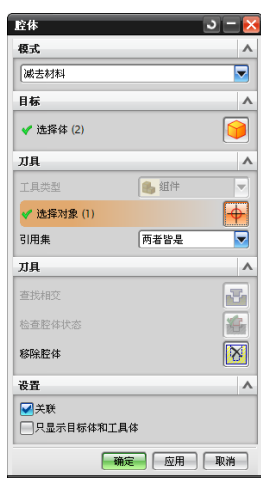 腔体
模式
减去材料
目标
选择体 (2)
刀具
工具类型 组件
选择对象 (1)
引用集 两者皆是
刀具
查找相交
检查腔体状态
移除腔体
设置
关联
只显示目标体和工具体
确定 应用 取消